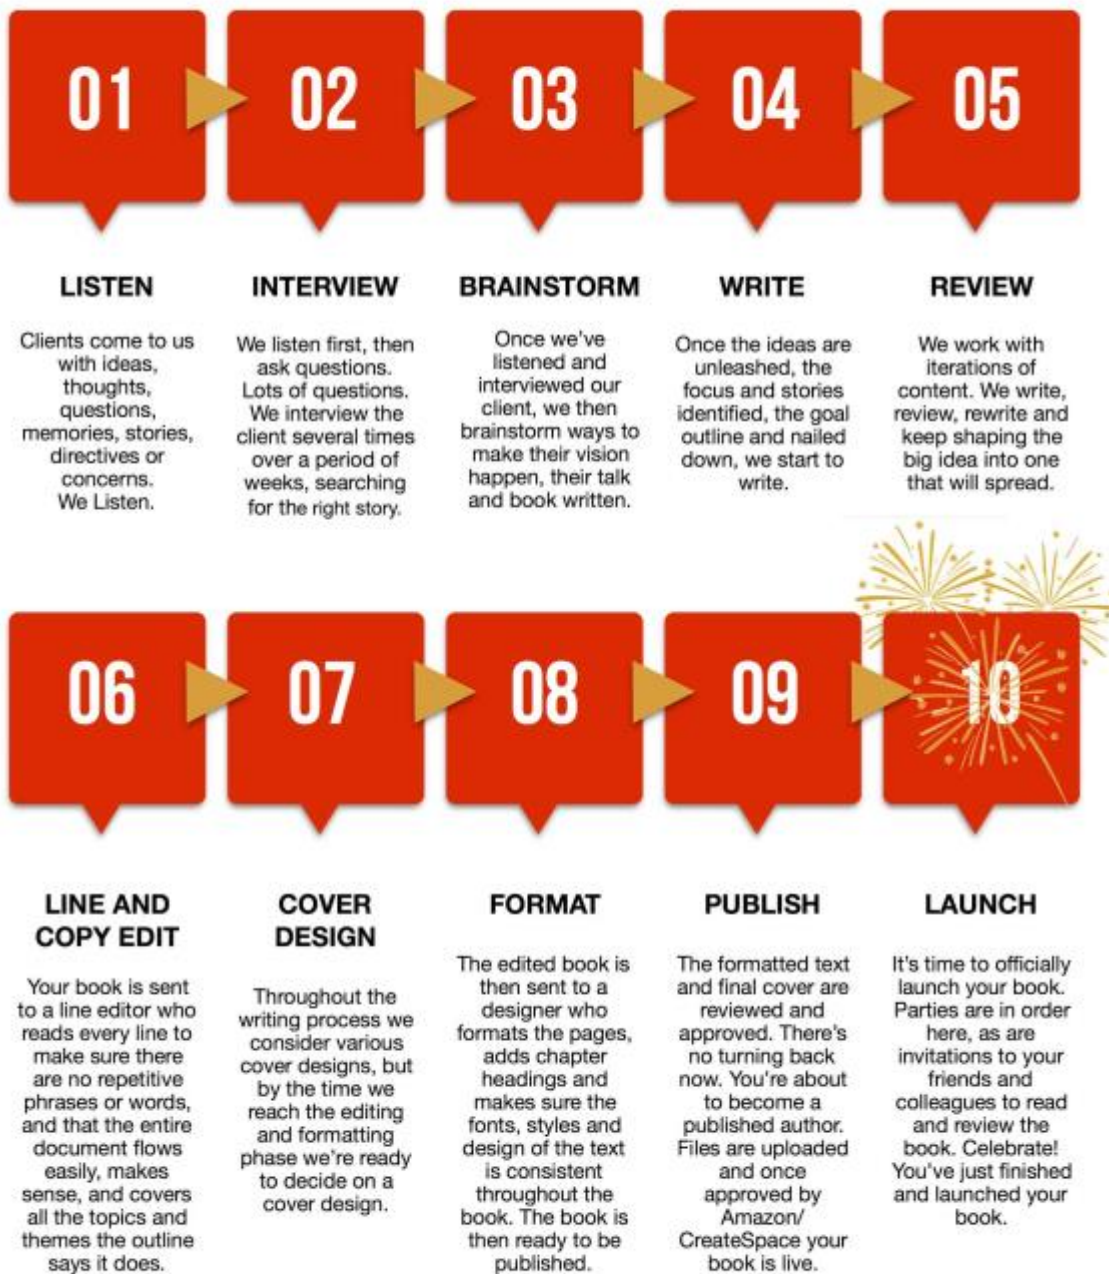 01
02
03
04
05
LISTEN
Clients come to us
with ideas,
thoughts,
questions,
memories, stories,
directives or
concerns.
We Listen.
INTERVIEW
We listen first, then
ask questions.
Lots of questions.
We interview the
client several times
over a period of
weeks, searching
for the right story.
BRAINSTORM
Once we've
listened and
interviewed our
client, we then
brainstorm ways to
make their vision
happen, their talk
and book written.
WRITE
Once the ideas are
unleashed, the
focus and stories
identified, the goal
outline and nailed
down, we start to
write.
REVIEW
We work with
iterations of
content. We write,
review, rewrite and
keep shaping the
big idea into one
that will spread.
06
07
08
09
10
LINE AND
COPY EDIT
Your book is sent
to a line editor who
reads every line to
make sure there
are no repetitive
phrases or words,
and that the entire
document flows
easily, makes
sense, and covers
all the topics and
themes the outline
says it does.
COVER
DESIGN
Throughout the
writing process we
consider various
cover designs, but
by the time we
reach the editing
and formatting
phase we're ready
to decide on a
cover design.
FORMAT
The edited book is
then sent to a
designer who
formats the pages,
adds chapter
headings and
makes sure the
fonts, styles and
design of the text
is consistent
throughout the
book. The book is
then ready to be
published.
PUBLISH
The formatted text
and final cover are
reviewed and
approved. There's
no turning back
now. You're about
to become a
published author.
Files are uploaded
and once
approved by
Amazon/
CreateSpace your
book is live.
LAUNCH
It's time to officially
launch your book.
Parties are in order
here, as are
invitations to your
friends and
colleagues to read
and review the
book. Celebrate!
You've just finished
and launched your
book.